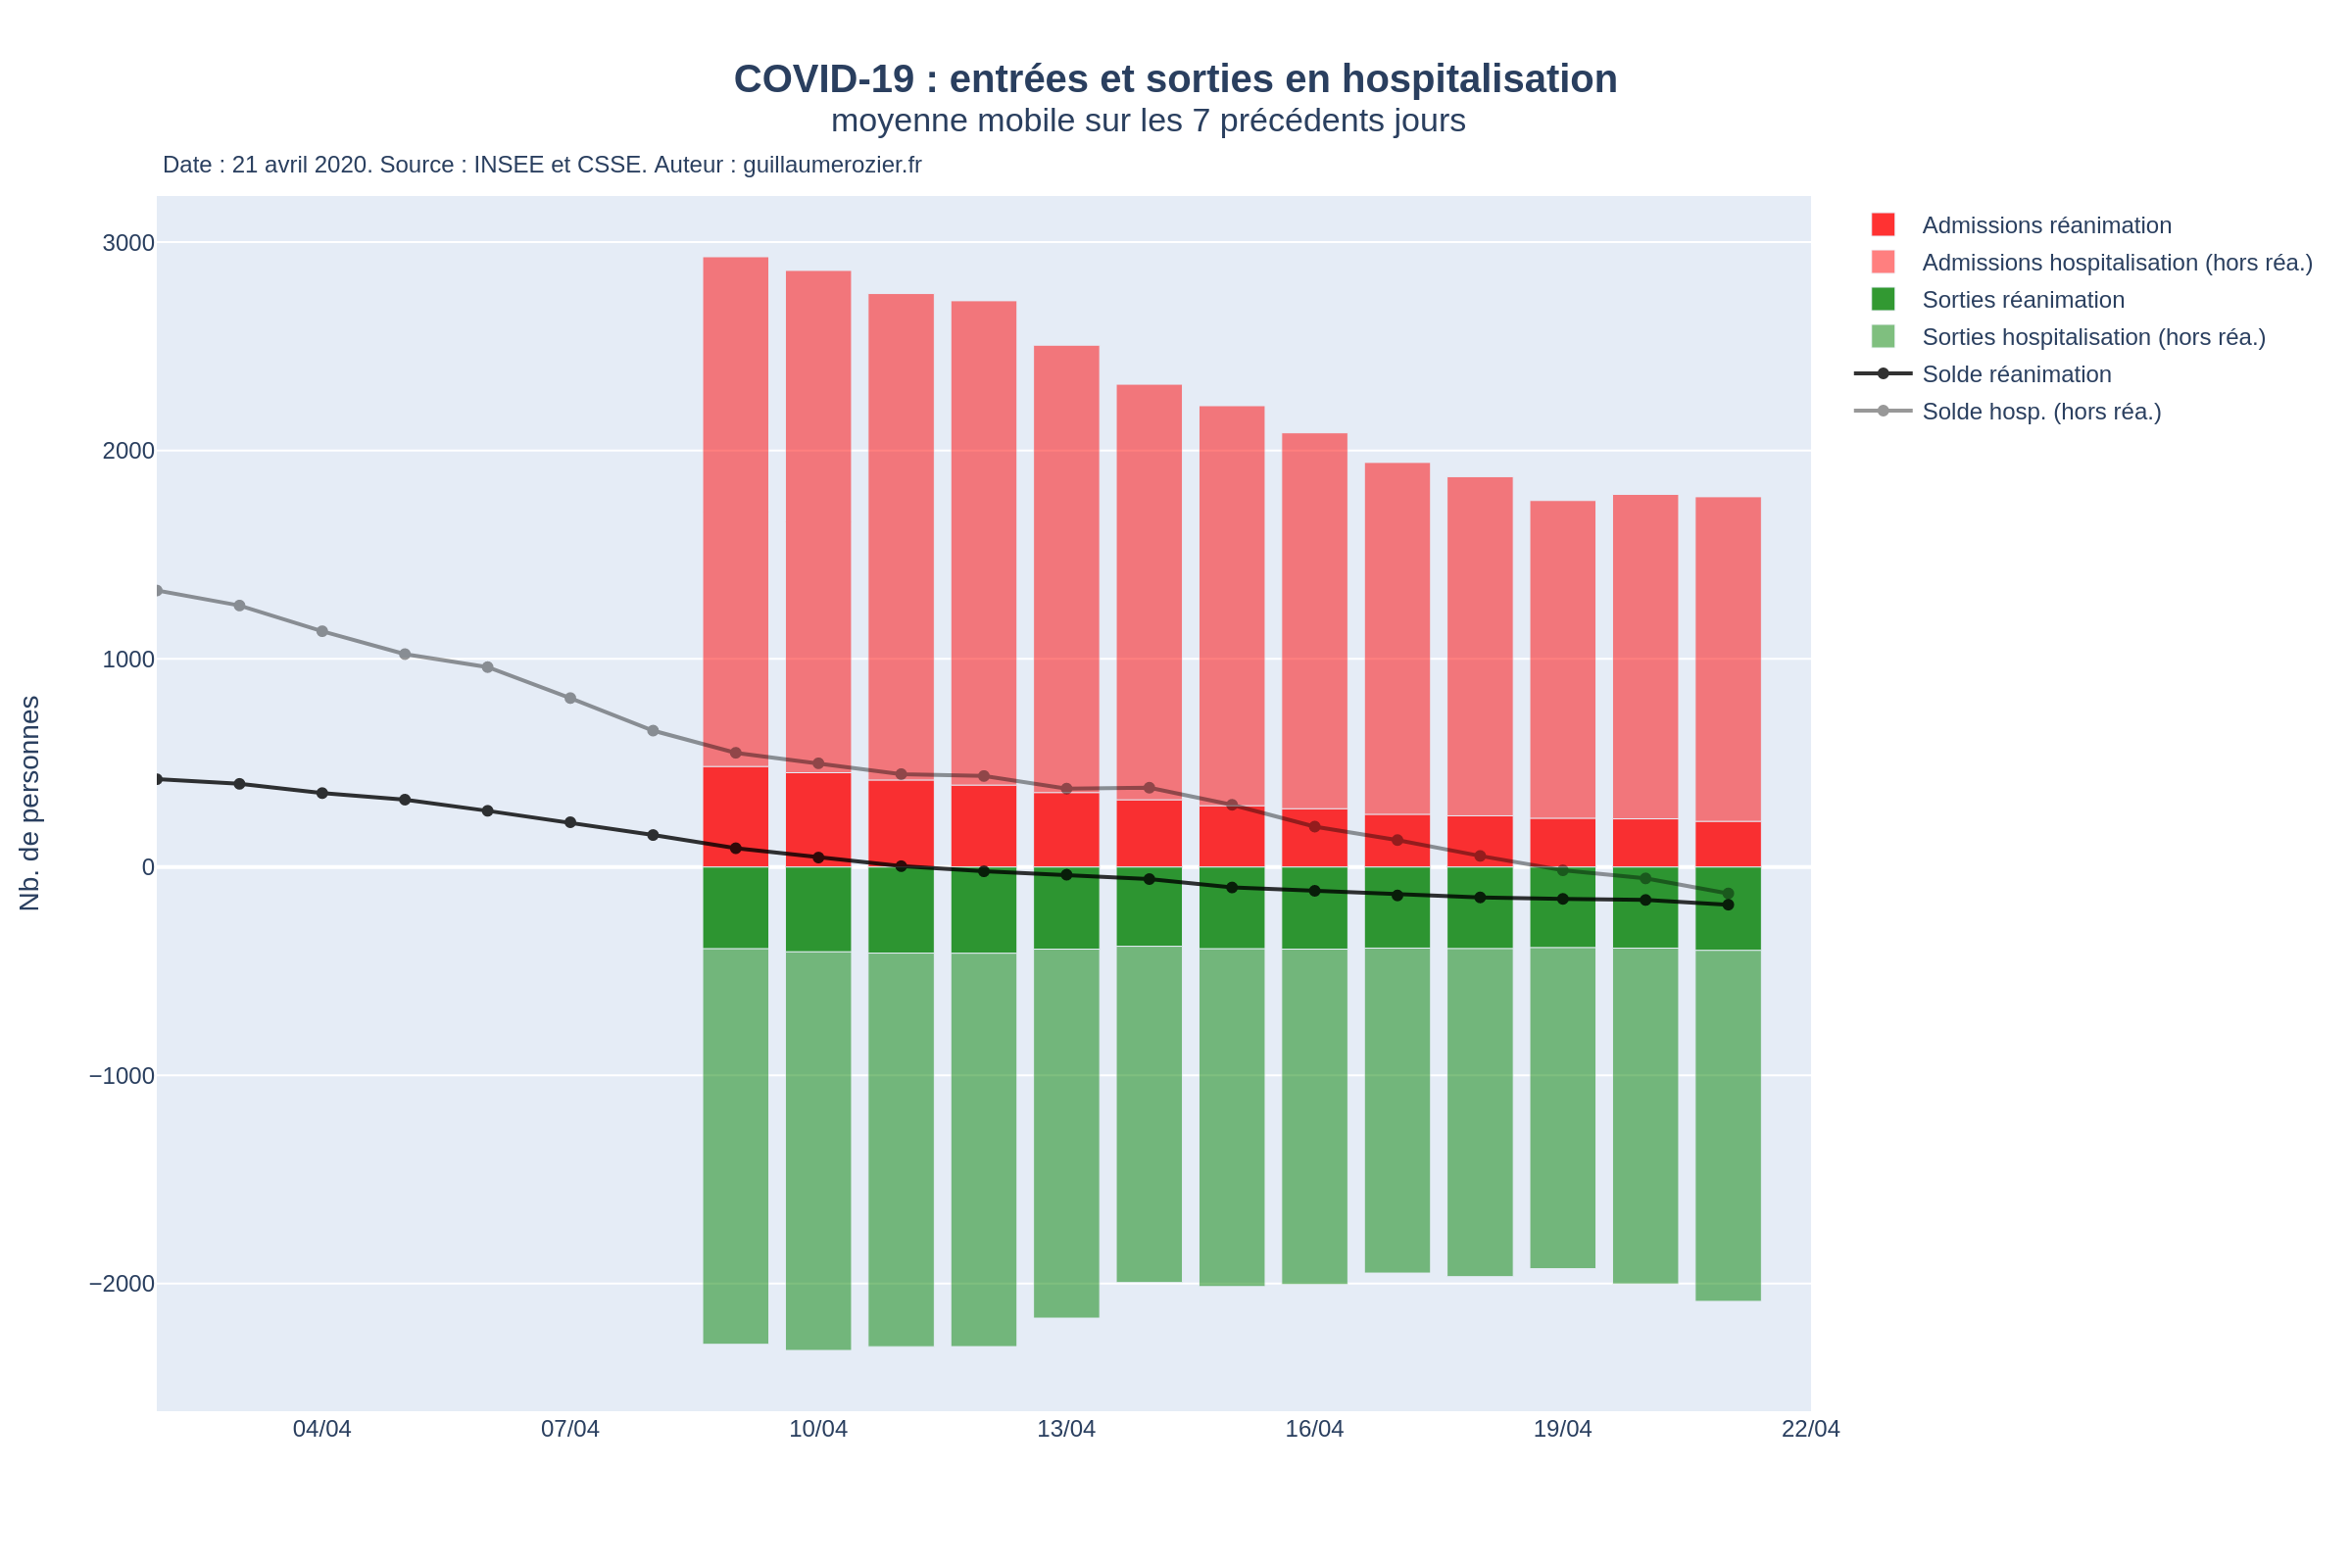 COVID-19 : entrées et sorties en hospitalisation
moyenne mobile sur les 7 précédents jours
Date : 21 avril 2020. Source : INSEE et CSSE. Auteur : guillaumerozier.fr
Admissions réanimation
Admissions hospitalisation (hors réa.)
Sorties réanimation
Sorties hospitalisation (hors réa.)
Solde réanimation
Solde hosp. (hors réa.)
Nb. de personnes
3000
2000
1000
0
−1000
−2000
04/04
07/04
10/04
13/04
16/04
19/04
22/04